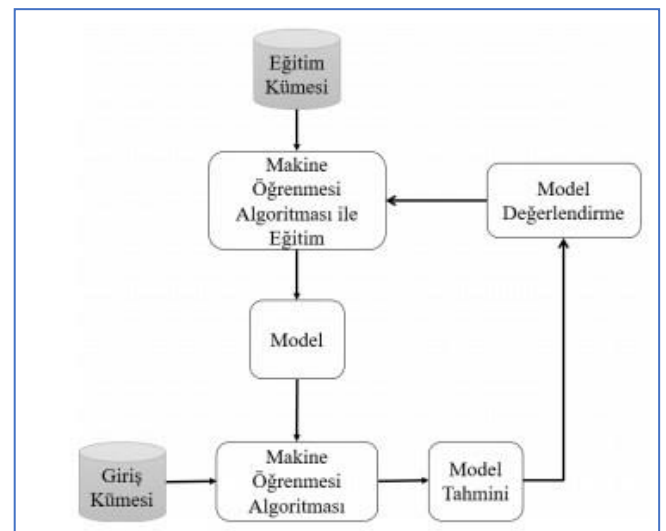 Eğitim
Kümesi
Makine
Öğrenmesi
Algoritması ile
Eğitim
Model
Değerlendirme
Model
Giriş
Kümesi
Makine
Öğrenmesi
Algoritması
Model
Tahmini